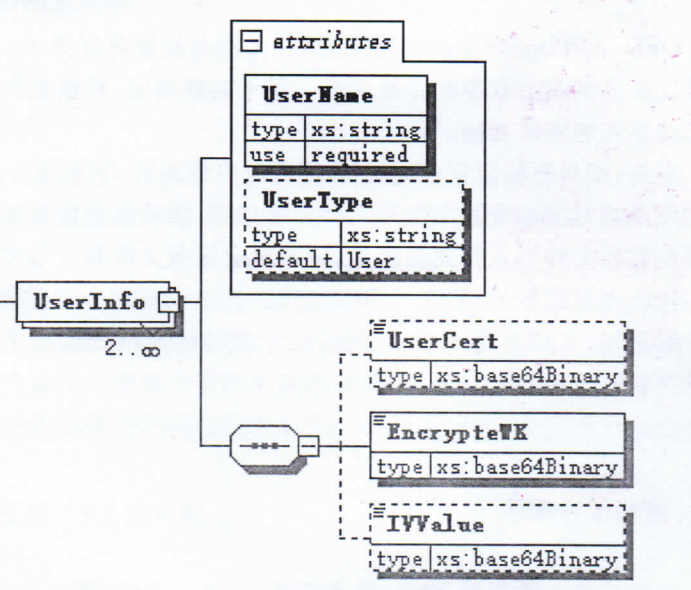 attributes
UserName
type xs:string
use required
UserType
type xs:string
default User
UserInfo
2..∞
UserCert
type xs:base64Binary
EncrypteWK
type xs:base64Binary
IVValue
type xs:base64Binary